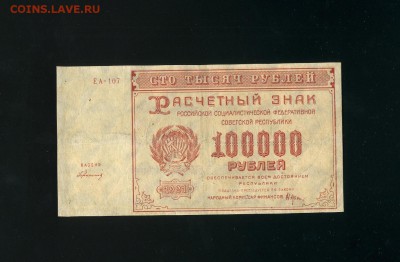 COINS.LAVE.RU
ЕА-107
СТО ТЫСЯЧ РУБЛЕЙ
РАСЧЕТНЫЙ ЗНАК
РОССИЙСКОЙ СОЦИАЛИСТИЧЕСКОЙ ФЕДЕРАТИВНОЙ
СОВЕТСКОЙ РЕСПУБЛИКИ
100000
РУБЛЕЙ
ОБЕСПЕЧИВАЕТСЯ ВСЕМ ДОСТОЯНИЕМ
РЕСПУБЛИКИ
НАРОДНЫЙ КОМИССАР ФИНАНСОВ
КАССИР
1921